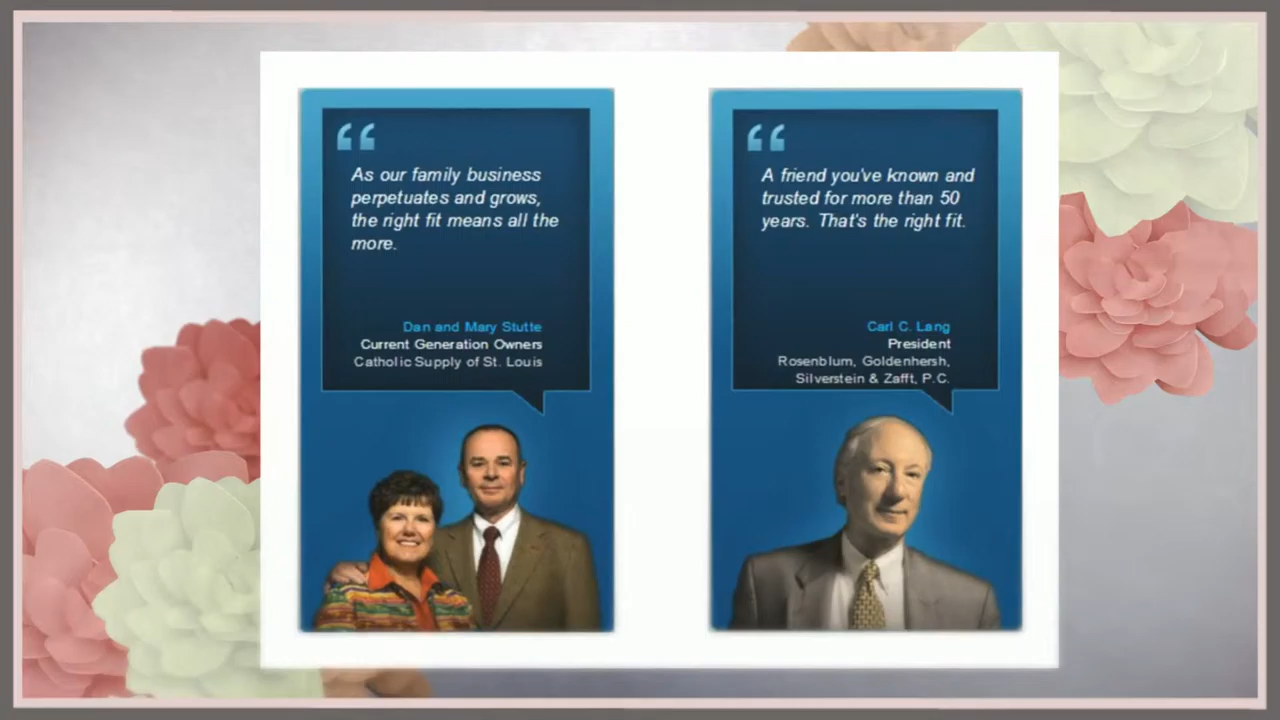 As our family business
perpetuates and grows,
the right fit means all the
more.
Dan and Mary Stutte
Current Generation Owners
Catholic Supply of St. Louis
A friend you've known and
trusted for more than 50
years. That's the right fit.
Carl C. Lang
President
Rosenblum, Goldenhersh,
Silverstein & Zafft, P.C.